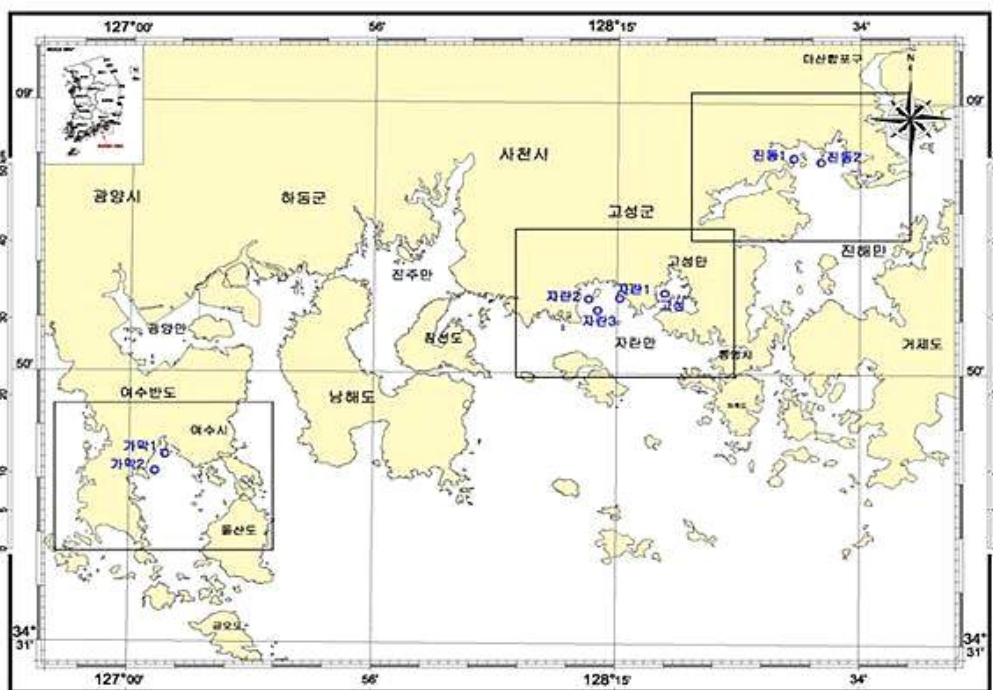 127°00' 56' 128°15' 34'
마산합포구
N
09' 09'
사천시
진동1 진동2
광양시 하동군 고성군
진주만 고성만 진해만
자란2 자란1 고성
자란3
광양만 창선도 자란만 통영시 거제도
50' 50'
여수반도 남해도
여수시
가막1
가막2
돌산도
금오도
34° 31' 34° 31'
127°00' 56' 128°15' 34'